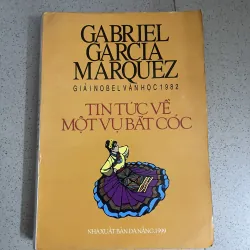 GABRIEL
GARCIA
MARQUEZ
GIẢI NOBEL VĂN HỌC 1982
TIN TỨC VỀ
MỘT VỤ BẮT CÓC
NHÀ XUẤT BẢN ĐÀ NẴNG, 1999